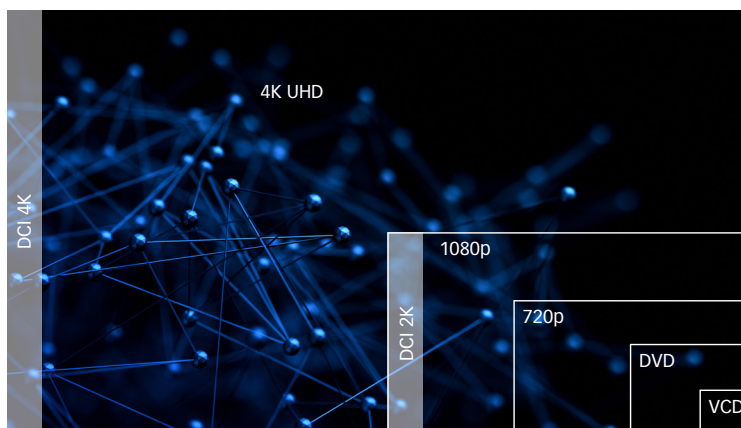 4K UHD
DCI 4K
1080p
DCI 2K
720p
DVD
VCD